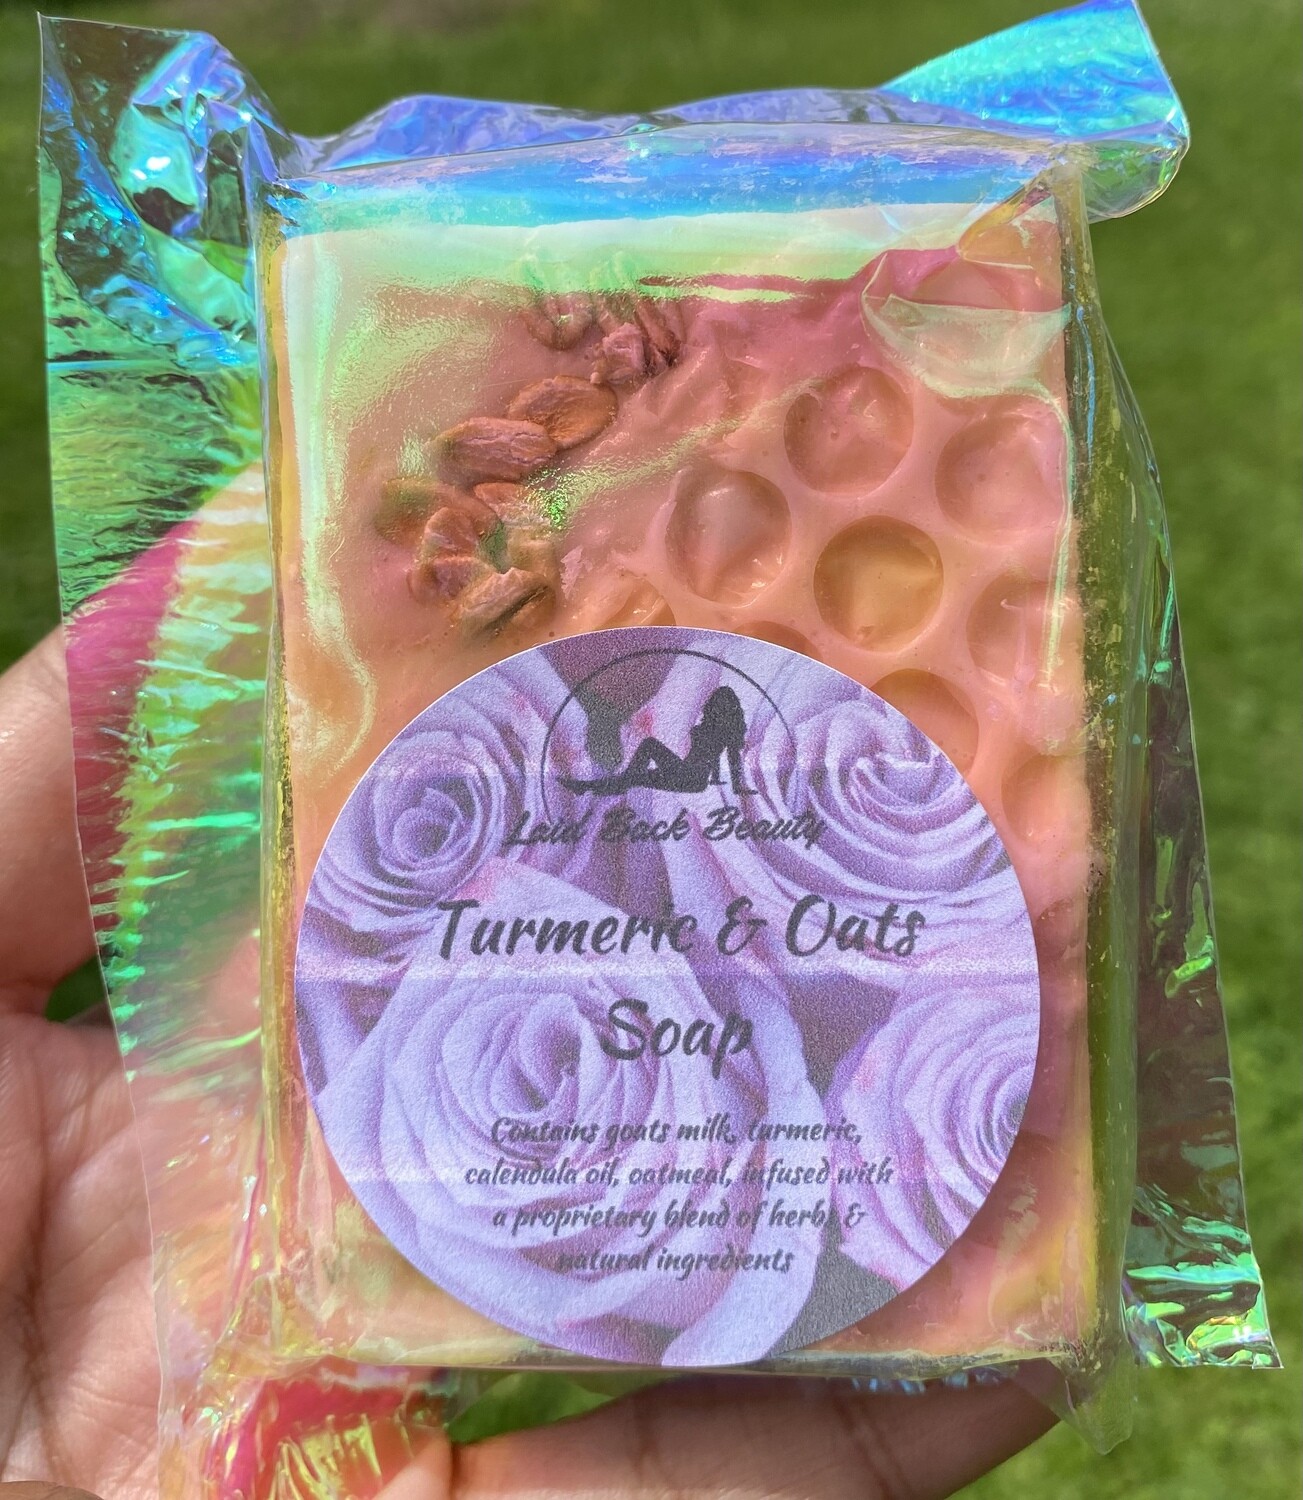 Laid Back Beauty
Turmeric & Oats
Soap
Contains goats milk, turmeric,
calendula oil, oatmeal, infused with
a proprietary blend of herbs &
natural ingredients